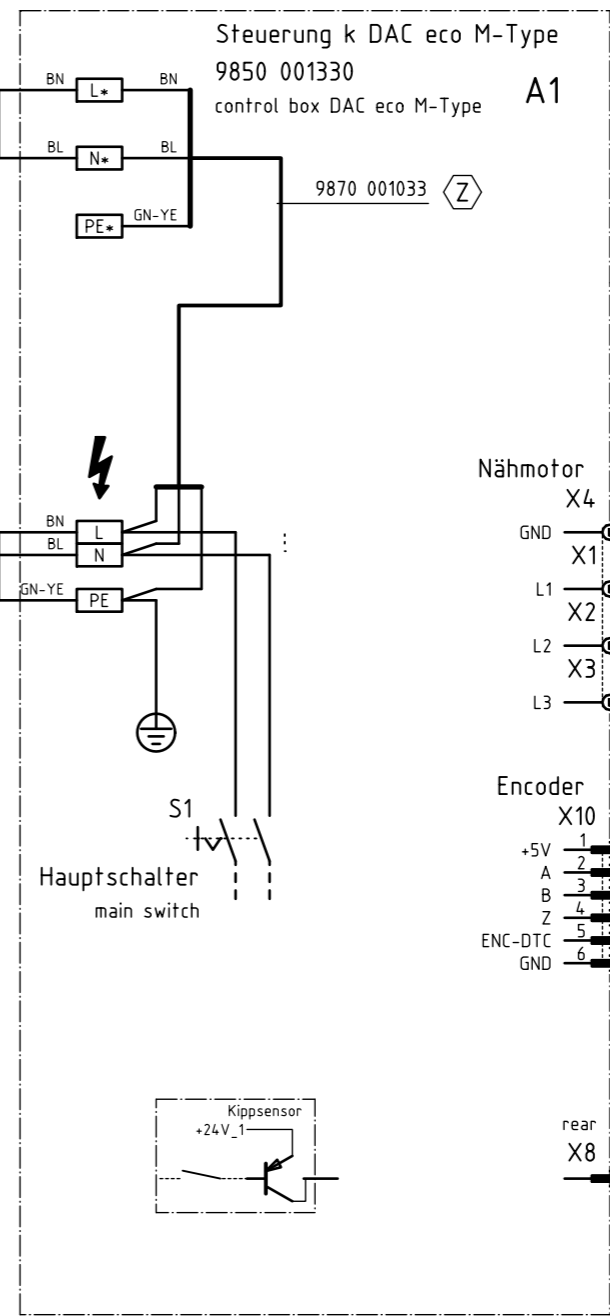 Steuerung k DAC eco M-Type
9850 001330
control box DAC eco M-Type
A1
BN L* BN
BL N* BL
PE* GN-YE
9870 001033 Z
BN L
BL N
GN-YE PE
Nähmotor
X4
GND
X1
L1
X2
L2
X3
L3
S1
Hauptschalter
main switch
Encoder
X10
+5V 1
A 2
B 3
Z 4
ENC-DTC 5
GND 6
Kippsensor
+24V_1
rear
X8